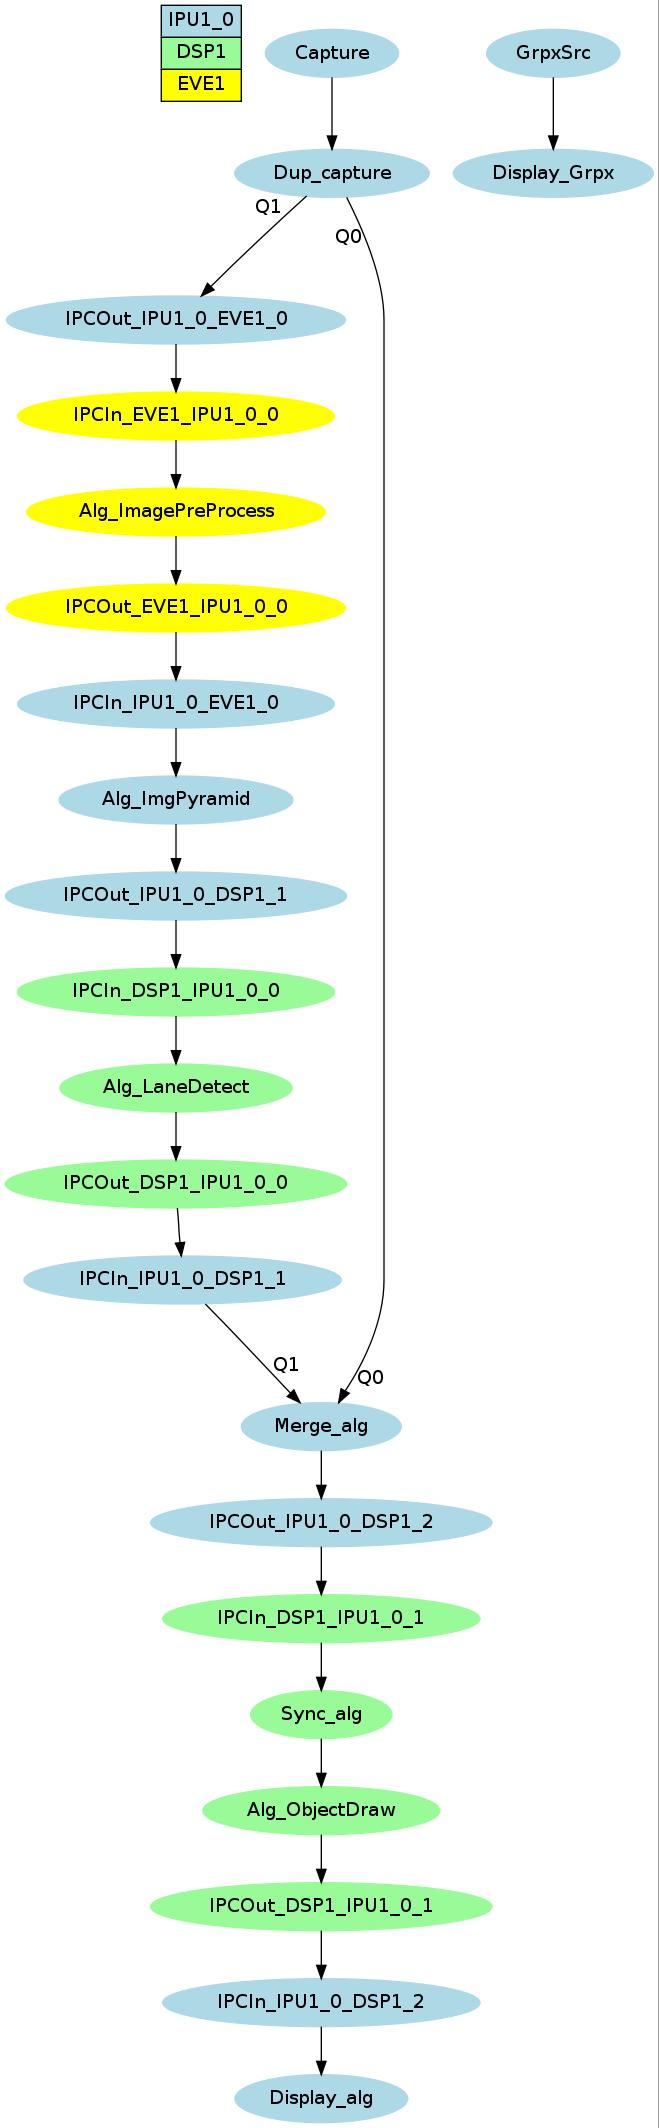 IPU1_0
DSP1
EVE1
Capture
GrpxSrc
Dup_capture
Display_Grpx
Q1
Q0
IPCOut_IPU1_0_EVE1_0
IPCIn_EVE1_IPU1_0_0
Alg_ImagePreProcess
IPCOut_EVE1_IPU1_0_0
IPCIn_IPU1_0_EVE1_0
Alg_ImgPyramid
IPCOut_IPU1_0_DSP1_1
IPCIn_DSP1_IPU1_0_0
Alg_LaneDetect
IPCOut_DSP1_IPU1_0_0
IPCIn_IPU1_0_DSP1_1
Q1
Q0
Merge_alg
IPCOut_IPU1_0_DSP1_2
IPCIn_DSP1_IPU1_0_1
Sync_alg
Alg_ObjectDraw
IPCOut_DSP1_IPU1_0_1
IPCIn_IPU1_0_DSP1_2
Display_alg